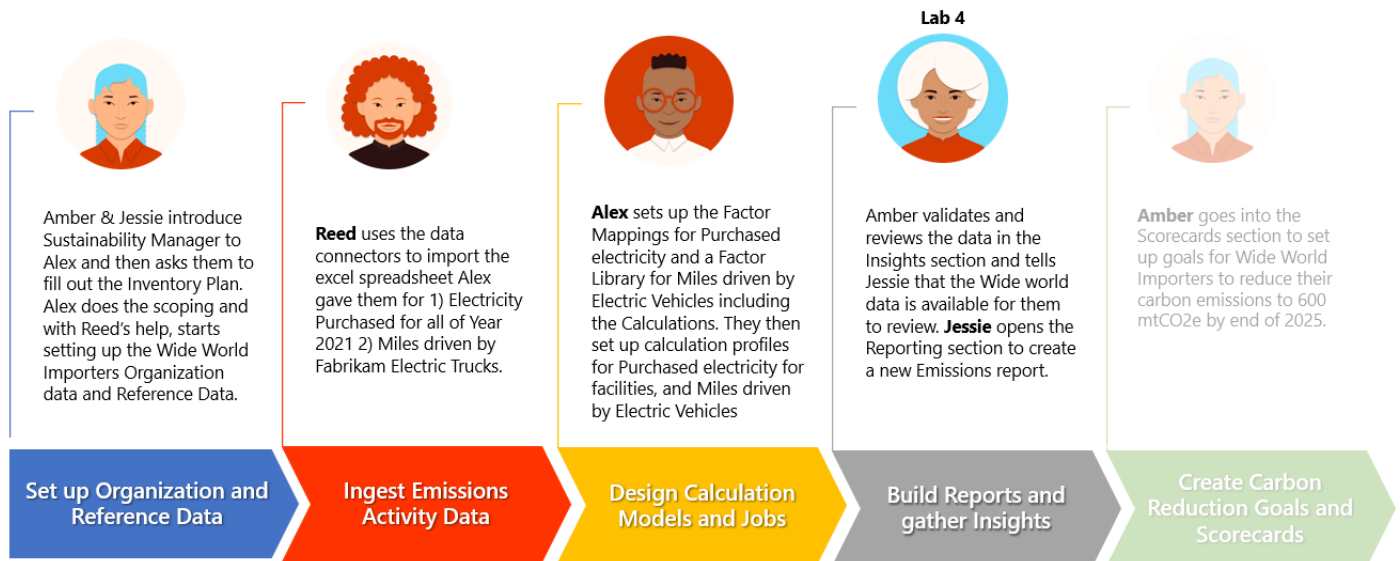 Lab 4
Amber & Jessie introduce
Sustainability Manager to
Alex and then asks them to
fill out the Inventory Plan.
Alex does the scoping and
with Reed's help, starts
setting up the Wide World
Importers Organization
data and Reference Data.
Reed uses the data
connectors to import the
excel spreadsheet Alex
gave them for 1) Electricity
Purchased for all of Year
2021 2) Miles driven by
Fabrikam Electric Trucks.
Alex sets up the Factor
Mappings for Purchased
electricity and a Factor
Library for Miles driven by
Electric Vehicles including
the Calculations. They then
set up calculation profiles
for Purchased electricity for
facilities, and Miles driven
by Electric Vehicles
Amber validates and
reviews the data in the
Insights section and tells
Jessie that the Wide world
data is available for them
to review. Jessie opens the
Reporting section to create
a new Emissions report.
Amber goes into the
Scorecards section to set
up goals for Wide World
Importers to reduce their
carbon emissions to 600
mtCO2e by end of 2025.
Set up Organization and
Reference Data
Ingest Emissions
Activity Data
Design Calculation
Models and Jobs
Build Reports and
gather Insights
Create Carbon
Reduction Goals and
Scorecards